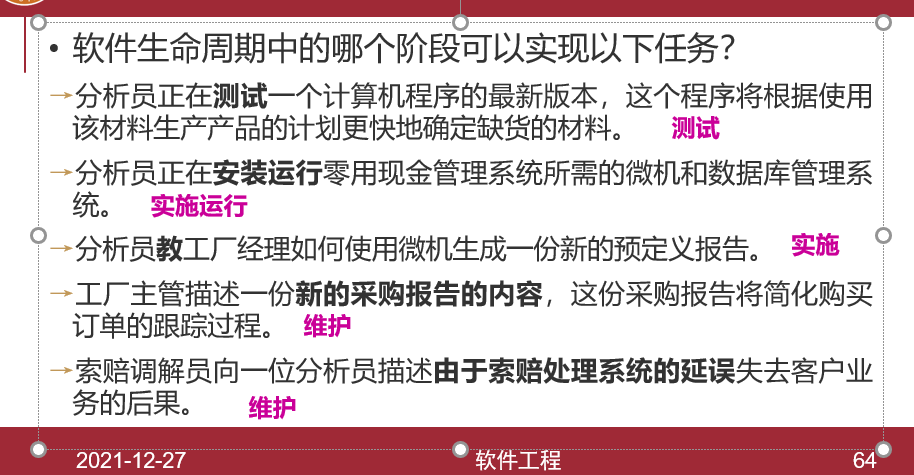 • 软件生命周期中的哪个阶段可以实现以下任务？
→分析员正在测试一个计算机程序的最新版本，这个程序将根据使用
该材料生产产品的计划更快地确定缺货的材料。 测试
→分析员正在安装运行零用现金管理系统所需的微机和数据库管理系
统。 实施运行
→分析员教工厂经理如何使用微机生成一份新的预定义报告。 实施
→工厂主管描述一份新的采购报告的内容，这份采购报告将简化购买
订单的跟踪过程。 维护
→索赔调解员向一位分析员描述由于索赔处理系统的延误失去客户业
务的后果。 维护
2021-12-27 软件工程 64